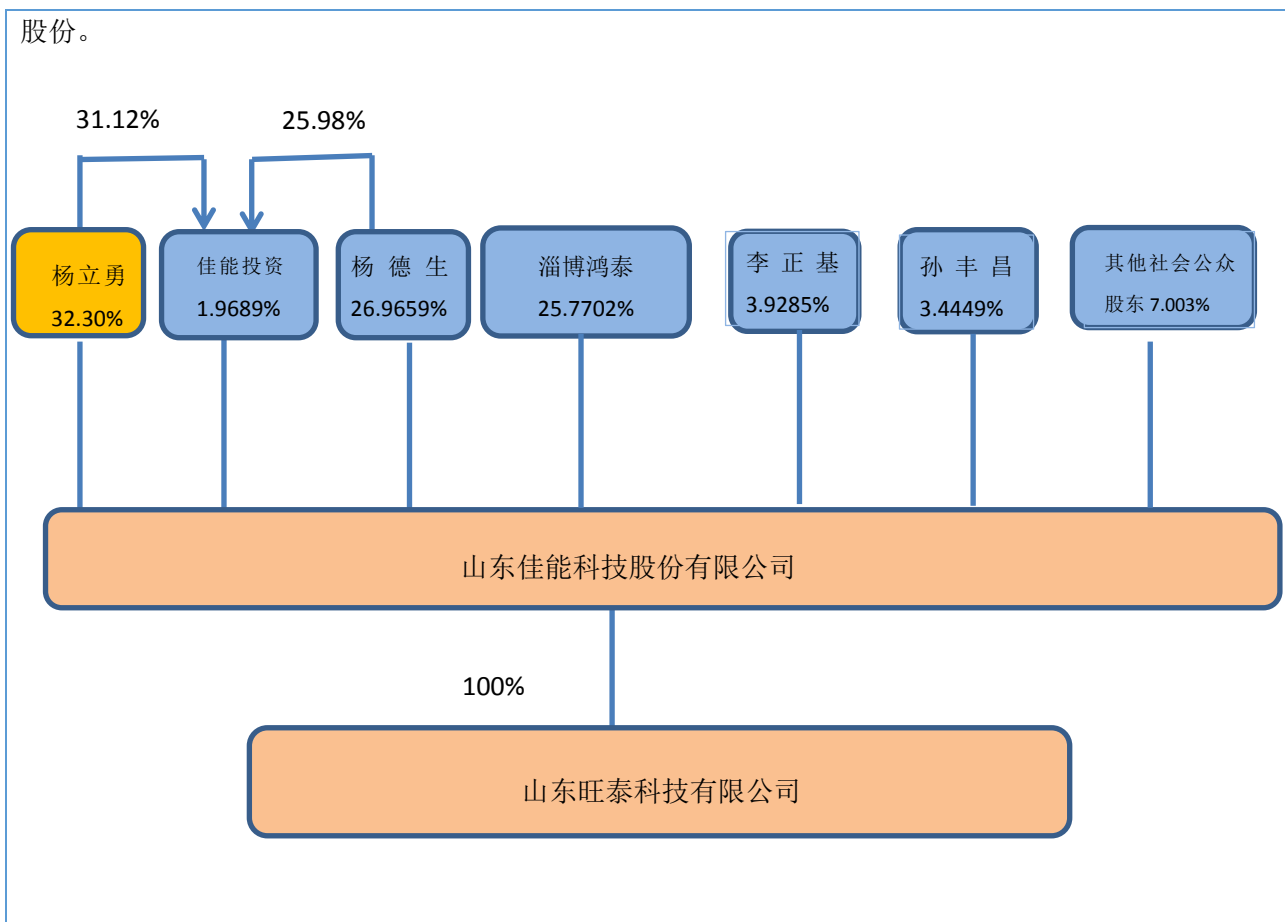 股份。
31.12%
25.98%
杨立勇
32.30%
佳能投资
1.9689%
杨 德 生
26.9659%
淄博鸿泰
25.7702%
李 正 基
3.9285%
孙 丰 昌
3.4449%
其他社会公众
股东 7.003%
山东佳能科技股份有限公司
100%
山东旺泰科技有限公司